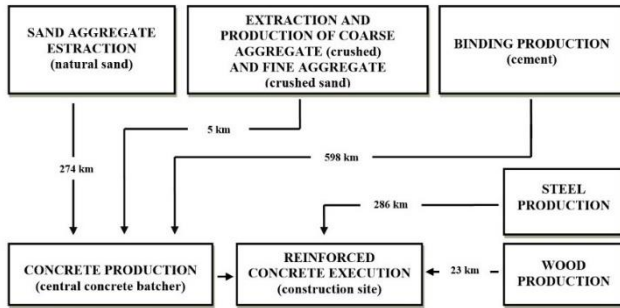 SAND AGGREGATE
ESTRACTION
(natural sand)
EXTRACTION AND
PRODUCTION OF COARSE
AGGREGATE (crushed)
AND FINE AGGREGATE
(crushed sand)
BINDING PRODUCTION
(cement)
5 km
274 km
598 km
STEEL
PRODUCTION
286 km
CONCRETE PRODUCTION
(central concrete batcher)
REINFORCED
CONCRETE EXECUTION
(construction site)
23 km
WOOD
PRODUCTION